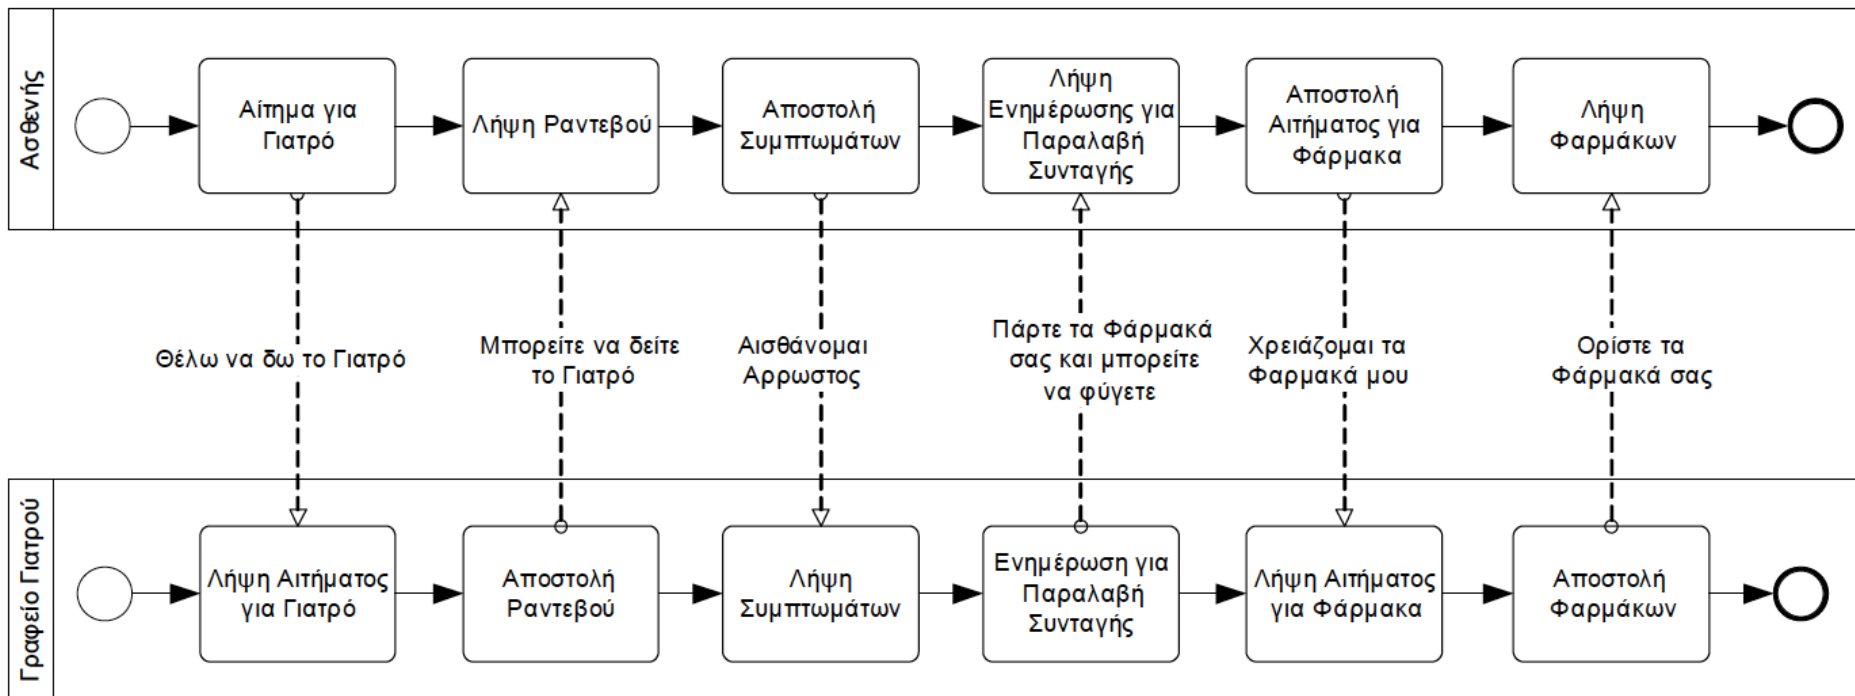 Ασθενής
Αίτημα για
Γιατρό
Λήψη Ραντεβού
Αποστολή
Συμπτωμάτων
Λήψη
Ενημέρωσης για
Παραλαβή
Συνταγής
Αποστολή
Αιτήματος για
Φάρμακα
Λήψη
Φαρμάκων
Θέλω να δω το Γιατρό
Μπορείτε να δείτε
το Γιατρό
Αισθάνομαι
Αρρωστος
Πάρτε τα Φάρμακά
σας και μπορείτε
να φύγετε
Χρειάζομαι τα
Φαρμακά μου
Ορίστε τα
Φάρμακά σας
Γραφείο Γιατρού
Λήψη Αιτήματος
για Γιατρό
Αποστολή
Ραντεβού
Λήψη
Συμπτωμάτων
Ενημέρωση για
Παραλαβή
Συνταγής
Λήψη Αιτήματος
για Φάρμακα
Αποστολή
Φαρμάκων